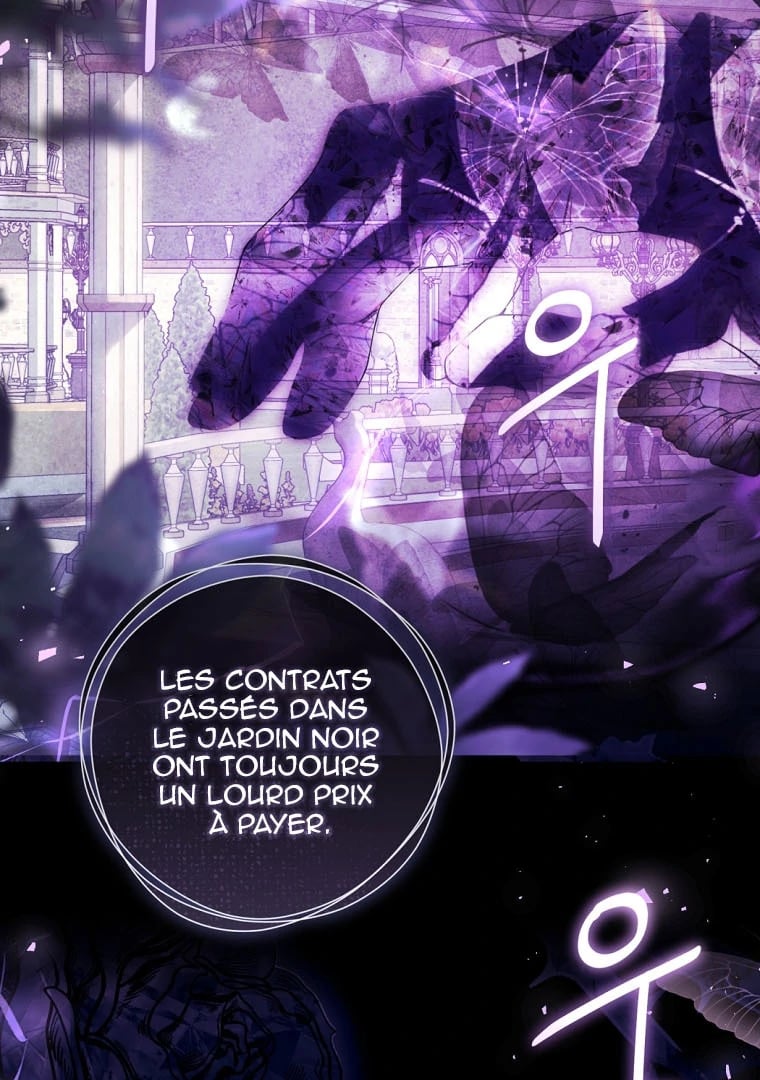 우
LES CONTRATS
PASSÉS DANS
LE JARDIN NOIR
ONT TOUJOURS
UN LOURD PRIX
À PAYER.
우